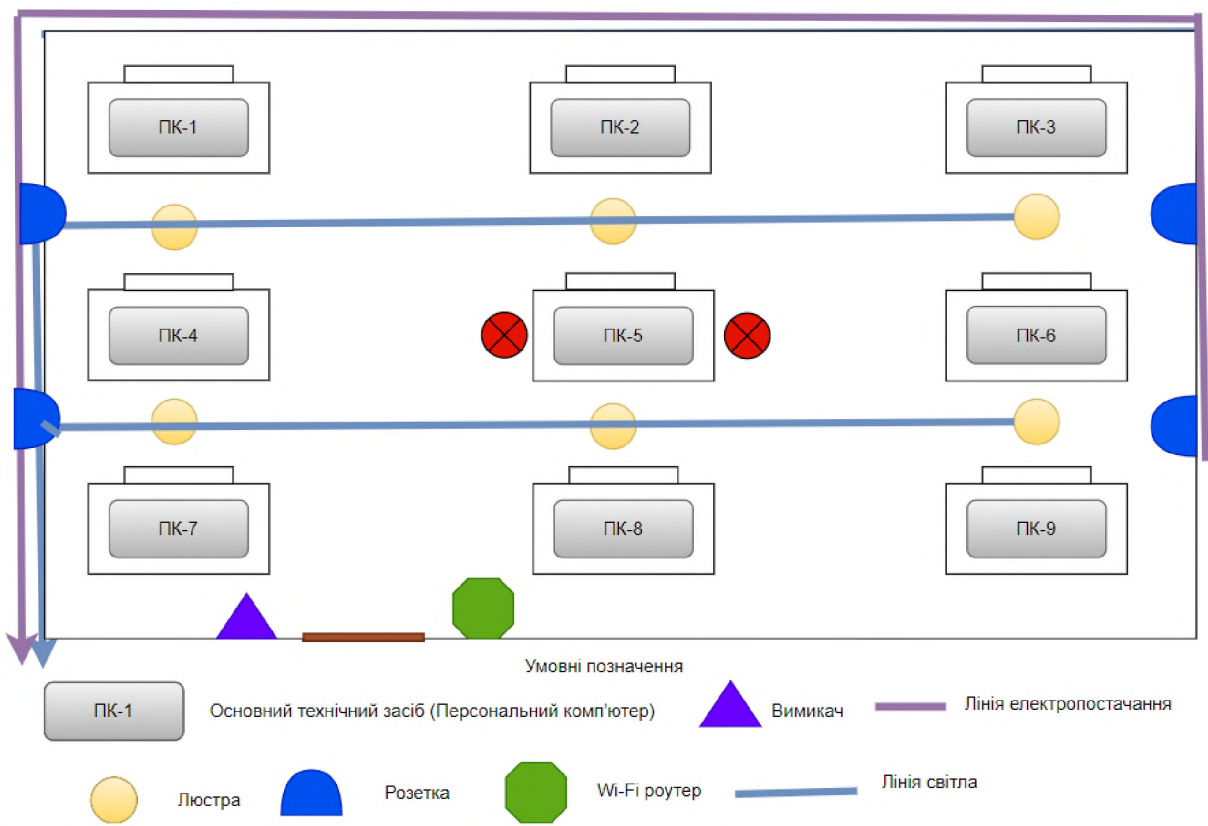 ПК-1
ПК-2
ПК-3
ПК-4
ПК-5
ПК-6
ПК-7
ПК-8
ПК-9
Умовні позначення
ПК-1
Основний технічний засіб (Персональний комп'ютер)
Вимикач
Лінія електропостачання
Люстра
Розетка
Wi-Fi роутер
Лінія світла